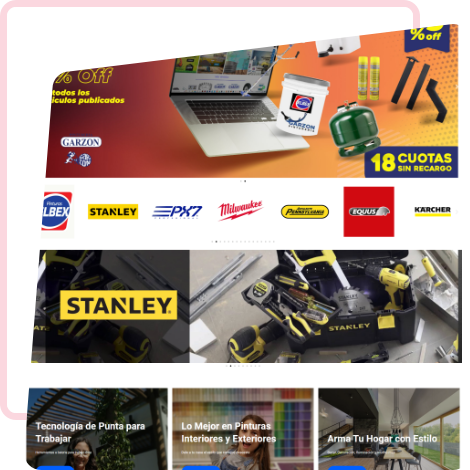 % off
% Off
todos los
ículos publicados
GARZON
GARZON
18 CUOTAS
SIN RECARGO
Pinturas
LBEX
STANLEY
PX7
Milwaukee
PENNSYLVANIA
EQUUS
KÄRCHER
STANLEY.
STANLEY
Tecnología de Punta para
Trabajar
Lo Mejor en Pinturas
Interiores y Exteriores
Arma Tu Hogar con Estilo